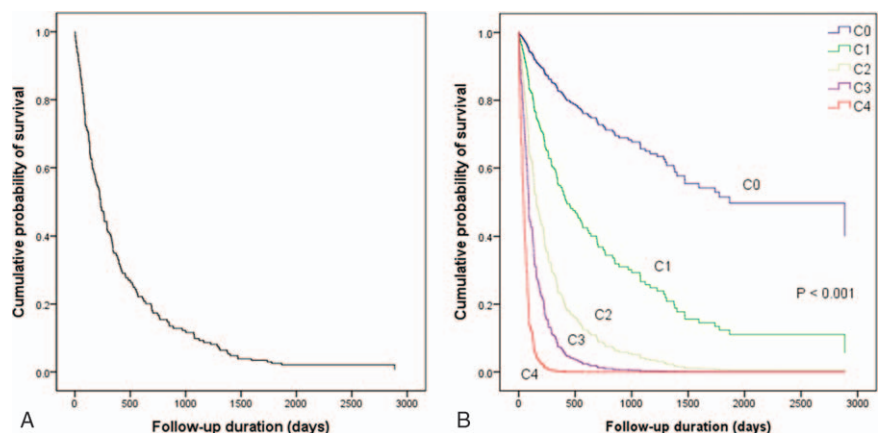 Cumulative probability of survival
1.0
0.8
0.6
0.4
0.2
0.0
0 500 1000 1500 2000 2500 3000
Follow-up duration (days)
A
Cumulative probability of survival
1.0
0.8
0.6
0.4
0.2
0.0
C0
C1
C2
C3
C4
C0
C1
P < 0.001
C2
C3
C4
0 500 1000 1500 2000 2500 3000
Follow-up duration (days)
B